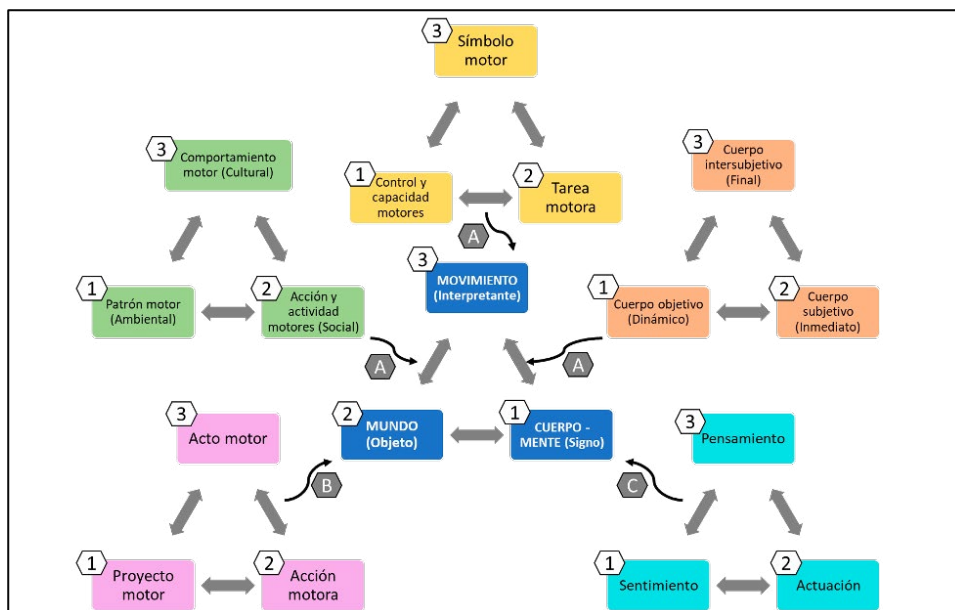 3
Símbolo
motor
3
Comportamiento
motor (Cultural)
3
Cuerpo
intersubjetivo
(Final)
1
Control y
capacidad
motores
2
Tarea
motora
A
3
MOVIMIENTO
(Interpretante)
1
Patrón motor
(Ambiental)
2
Acción y
actividad
motores (Social)
1
Cuerpo objetivo
(Dinámico)
2
Cuerpo
subjetivo
(Inmediato)
A
A
3
Acto motor
2
MUNDO
(Objeto)
1
CUERPO -
MENTE (Signo)
3
Pensamiento
B
C
1
Proyecto
motor
2
Acción
motora
1
Sentimiento
2
Actuación